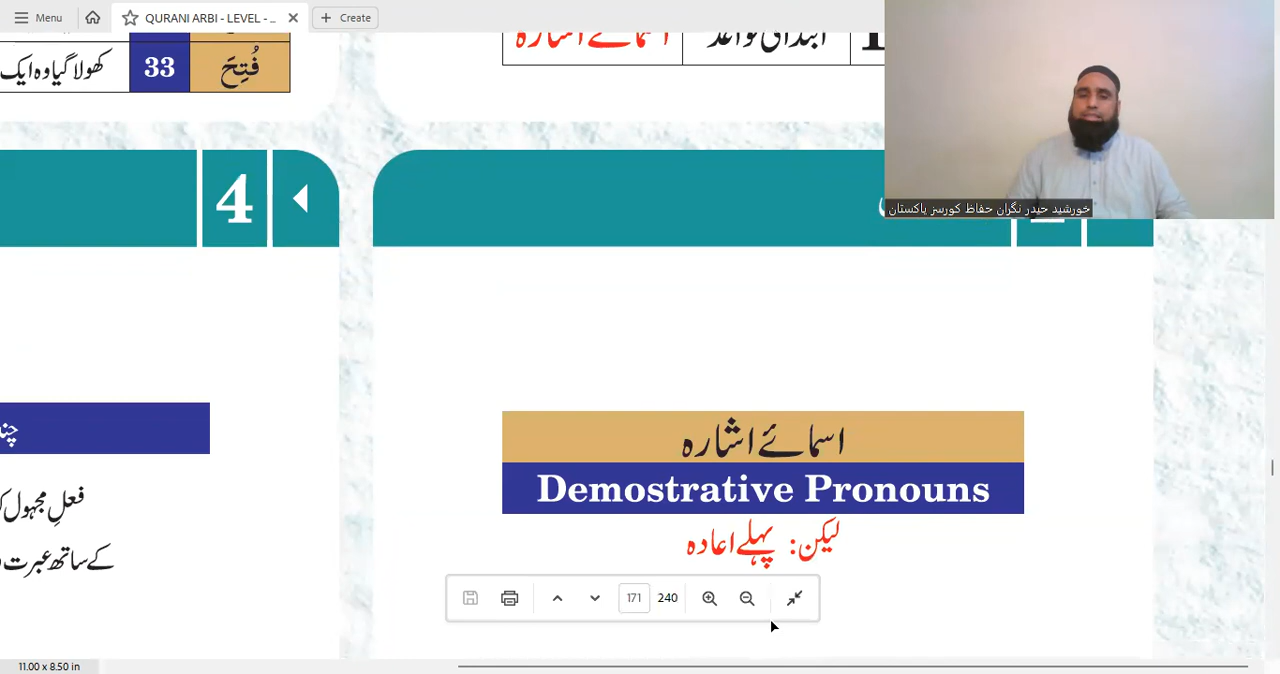 Menu
QURANI ARBI - LEVEL - ...
Create
فُتِحَ 33 کھولا گیا وہ ایک
ابتدائی قواعد اسمائے اشارہ
خورشید حیدر نگران حفاظ کورسز پاکستان
4
اسمائے اشارہ
Demostrative Pronouns
لیکن: پہلے اعادہ
فعلِ مجہول
کے ساتھ عبرت
171 240
11.00 x 8.50 in